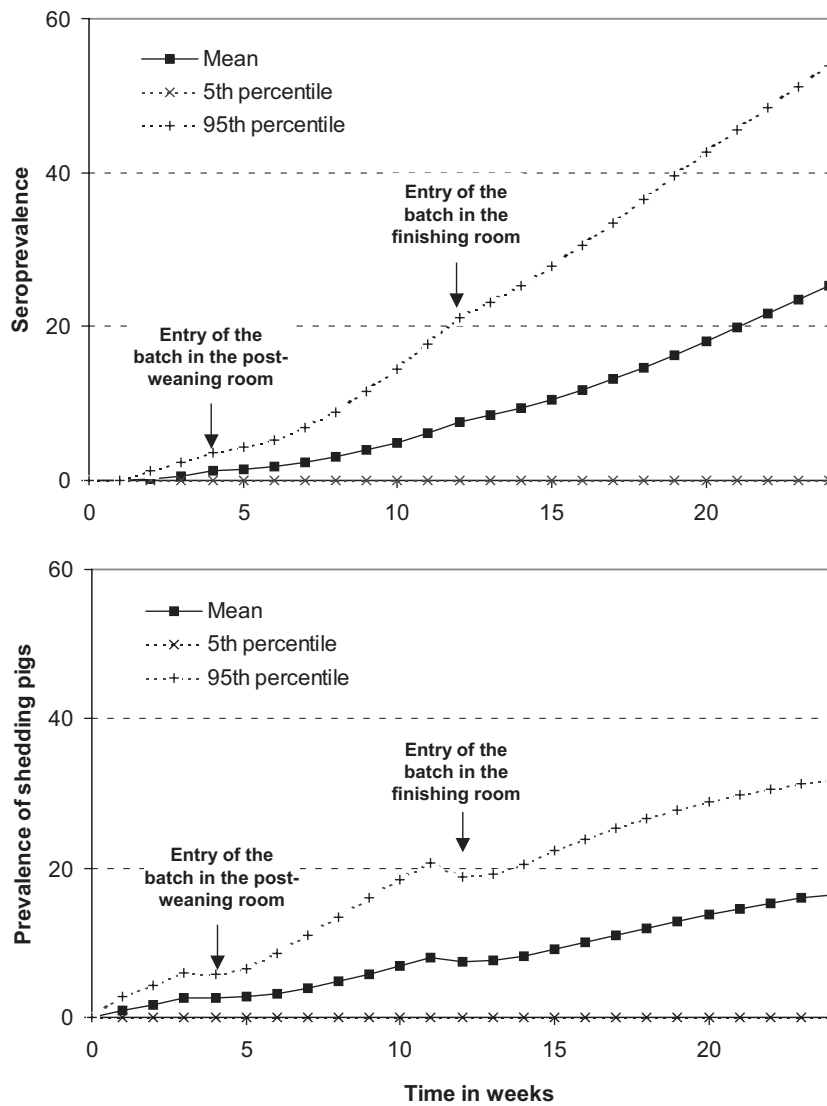 60
Mean
5th percentile
95th percentile
40
Entry of the
batch in the
finishing room
Seroprevalence
20
Entry of the
batch in the post-
weaning room
0
0 5 10 15 20
60
Mean
5th percentile
95th percentile
40
Entry of the
batch in the
finishing room
Prevalence of shedding pigs
20
Entry of the
batch in the post-
weaning room
0
0 5 10 15 20
Time in weeks